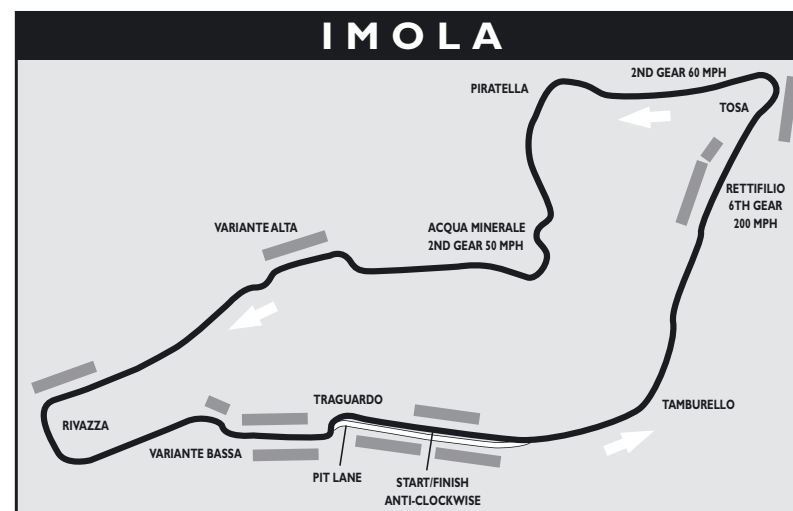 IMOLA
2ND GEAR 60 MPH
PIRATELLA
TOSA
RETTIFILIO
6TH GEAR
200 MPH
VARIANTE ALTA
ACQUA MINERALE
2ND GEAR 50 MPH
TRAGUARDO
TAMBURELLO
RIVAZZA
VARIANTE BASSA
PIT LANE
START/FINISH
ANTI-CLOCKWISE